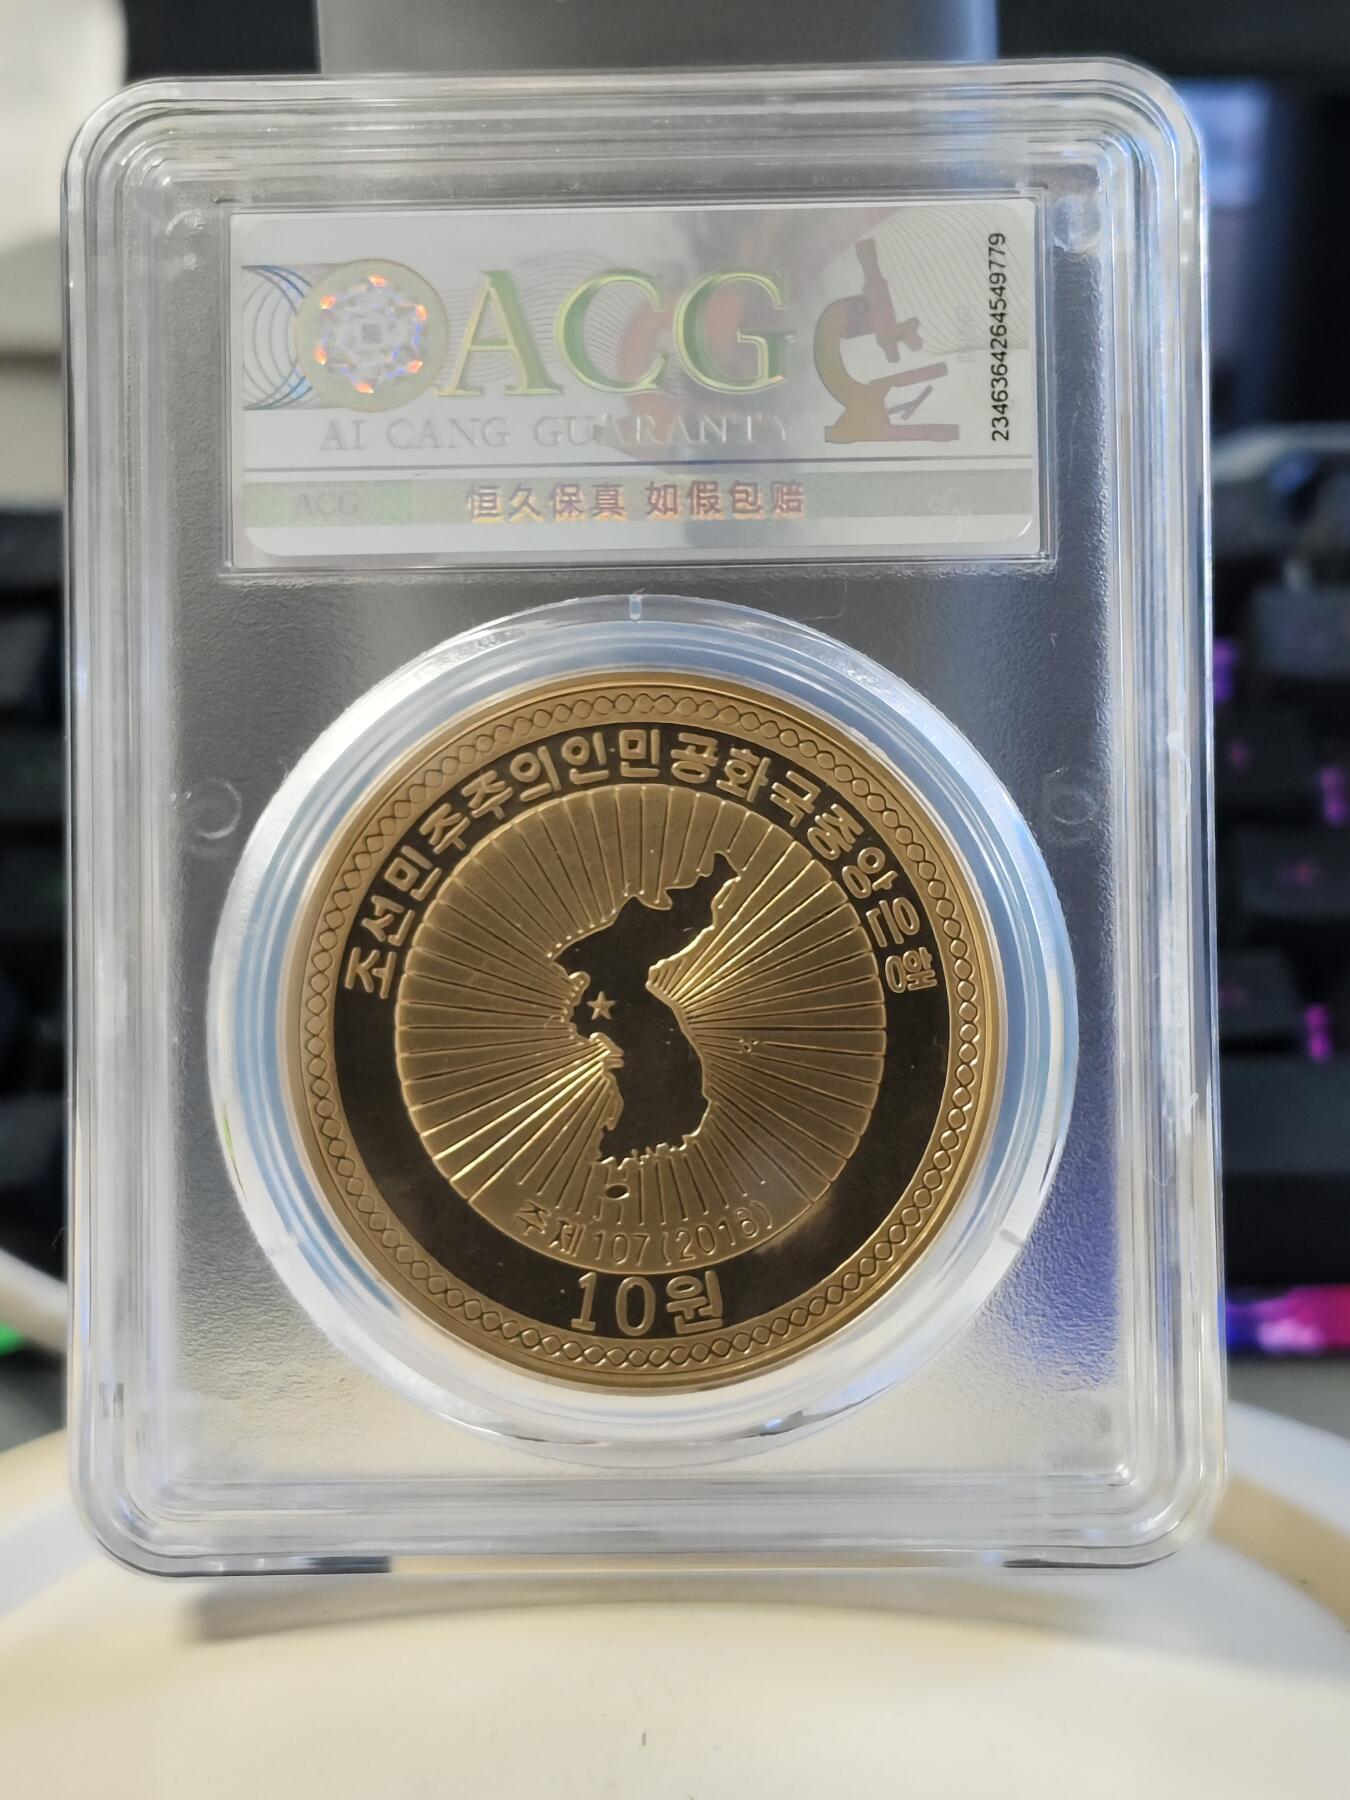 ACG
AI CANG GUARANTY
ACG 恒久保真 如假包赔
2346364264549779
조선민주주의인민공화국중앙은행
주체107(2018)
10원